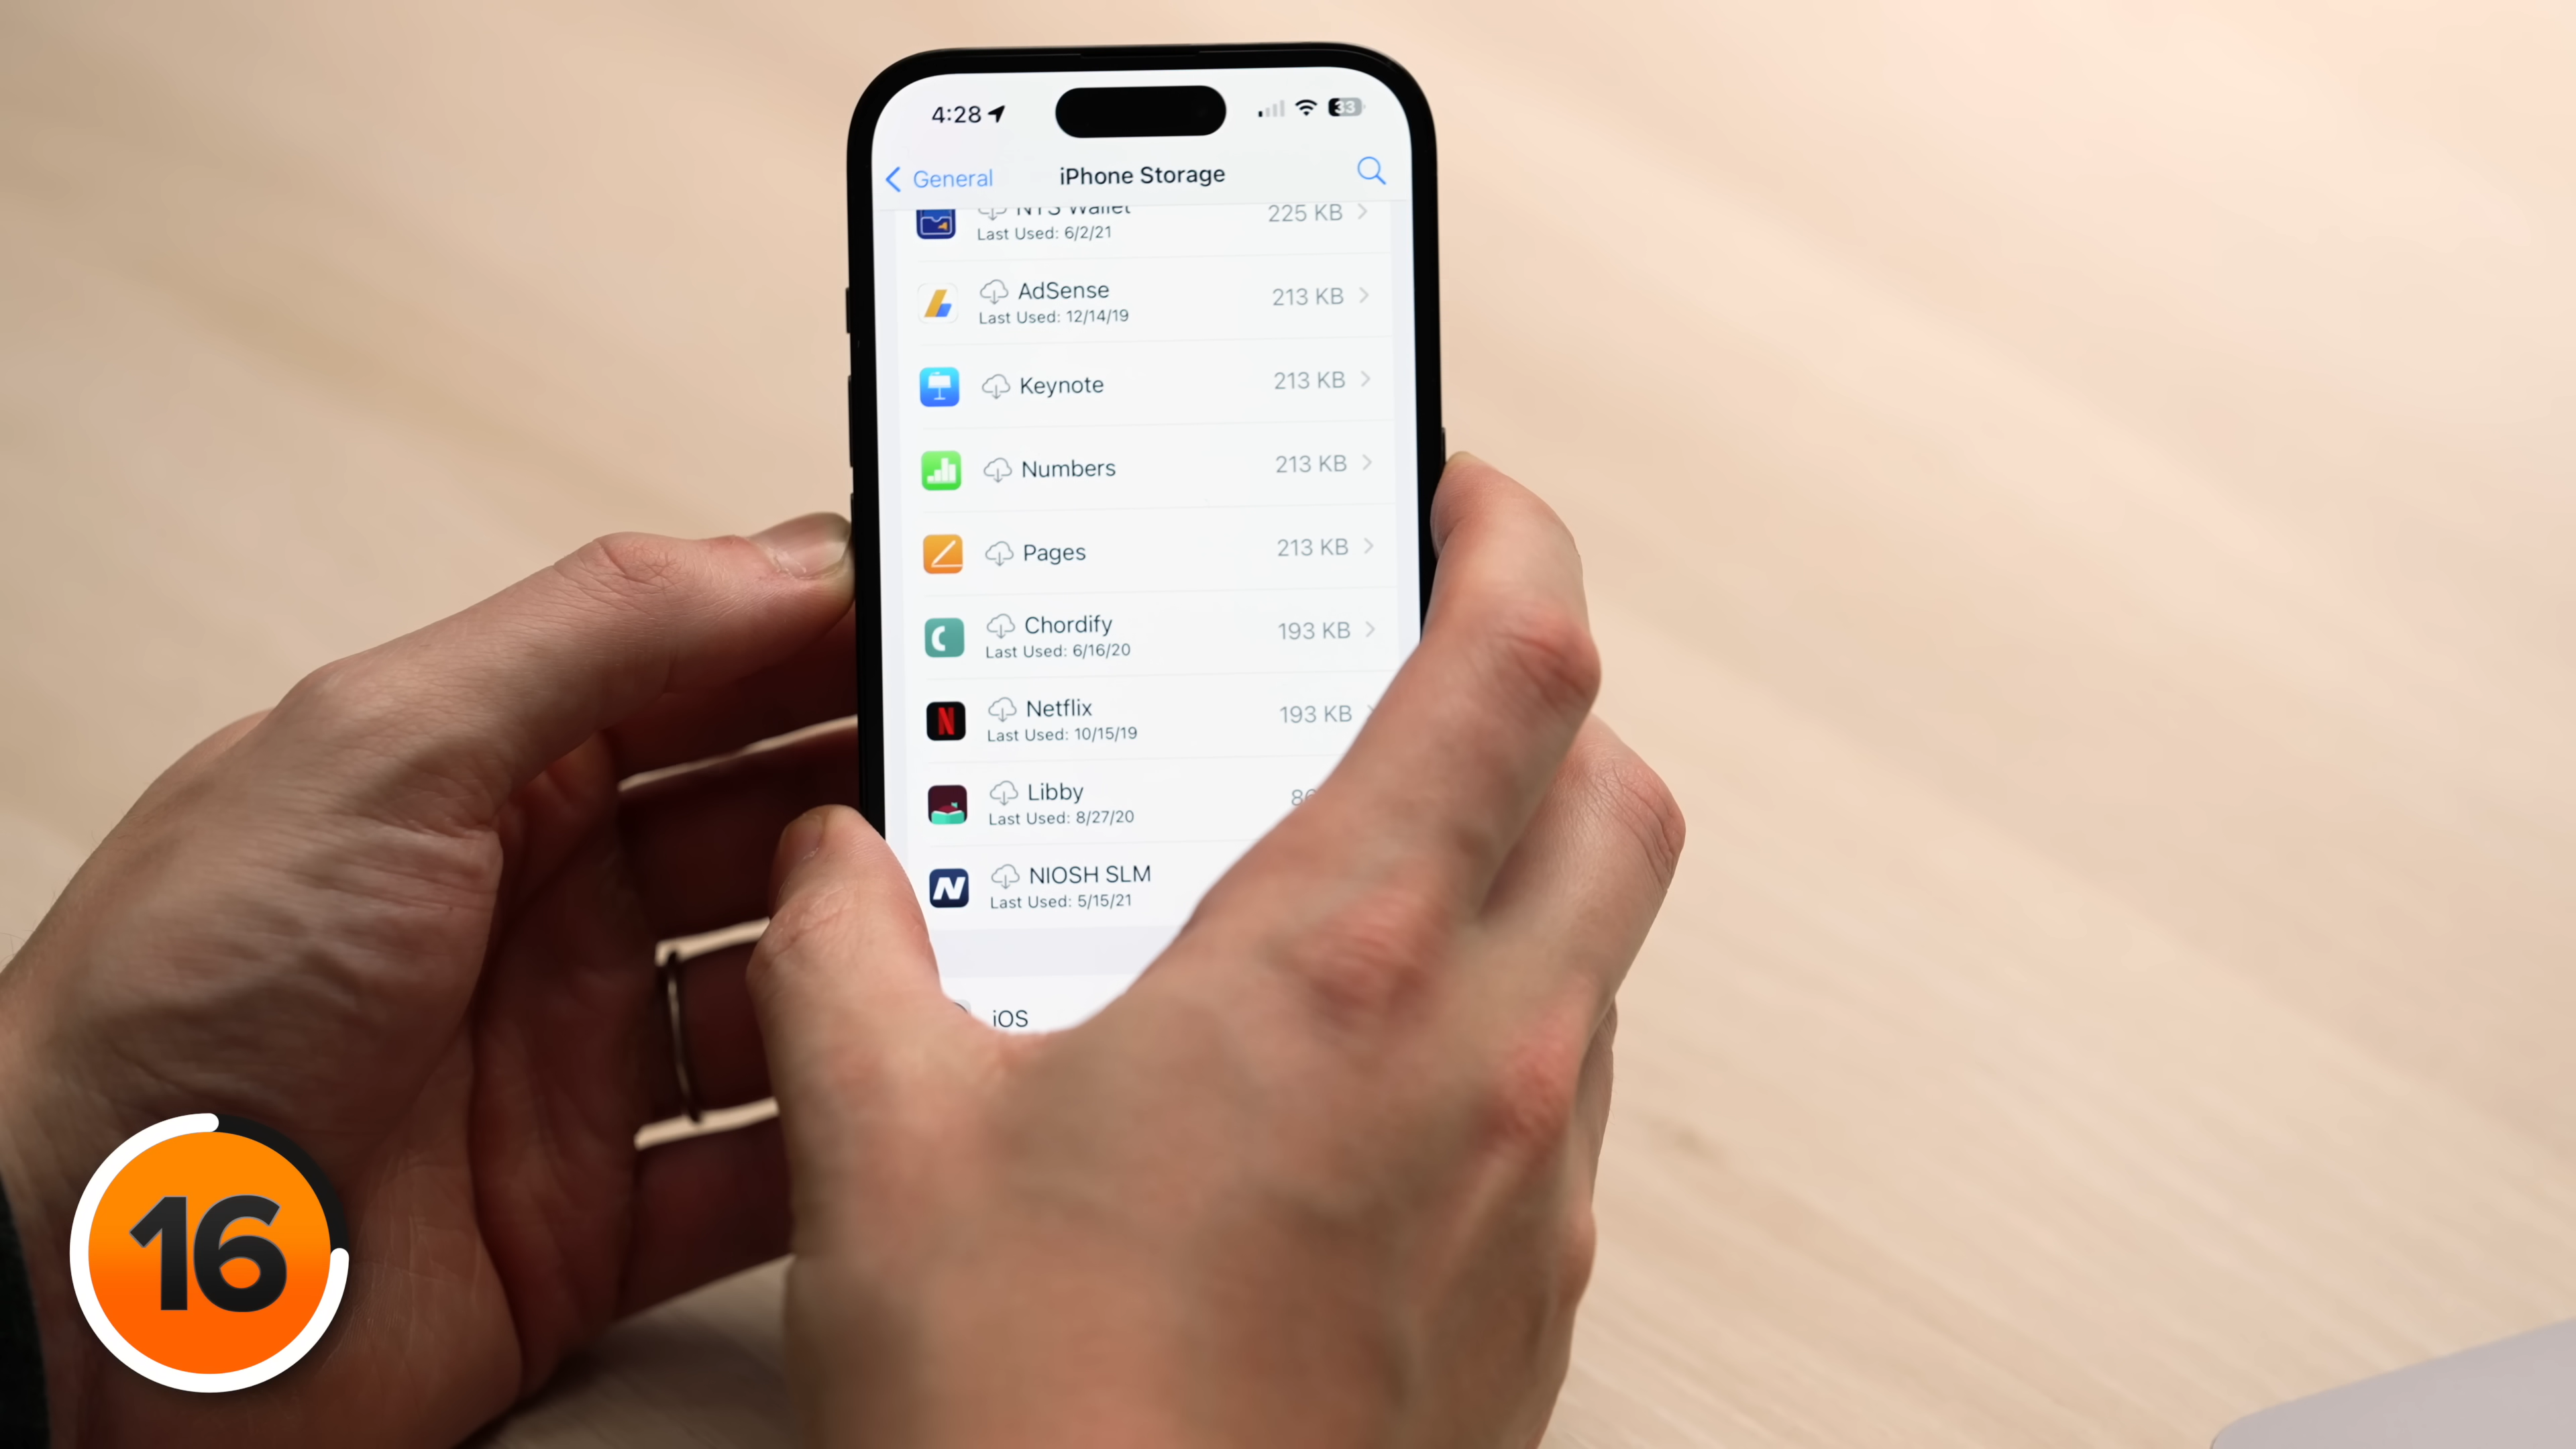 4:28
33
General
iPhone Storage
NYS Wallet
225 KB
Last Used: 6/2/21
AdSense
213 KB
Last Used: 12/14/19
Keynote
213 KB
Numbers
213 KB
Pages
213 KB
Chordify
193 KB
Last Used: 6/16/20
Netflix
193 KB
Last Used: 10/15/19
Libby
Last Used: 8/27/20
NIOSH SLM
Last Used: 5/15/21
iOS
16